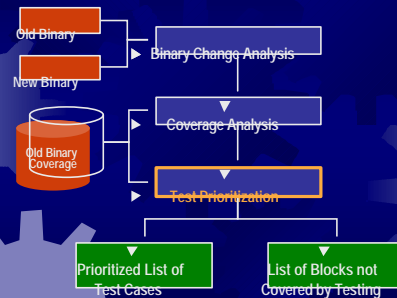 Old Binary
Binary Change Analysis
New Binary
Coverage Analysis
Old Binary
Coverage
Test Prioritization
Prioritized List of
Test Cases
List of Blocks not
Covered by Testing